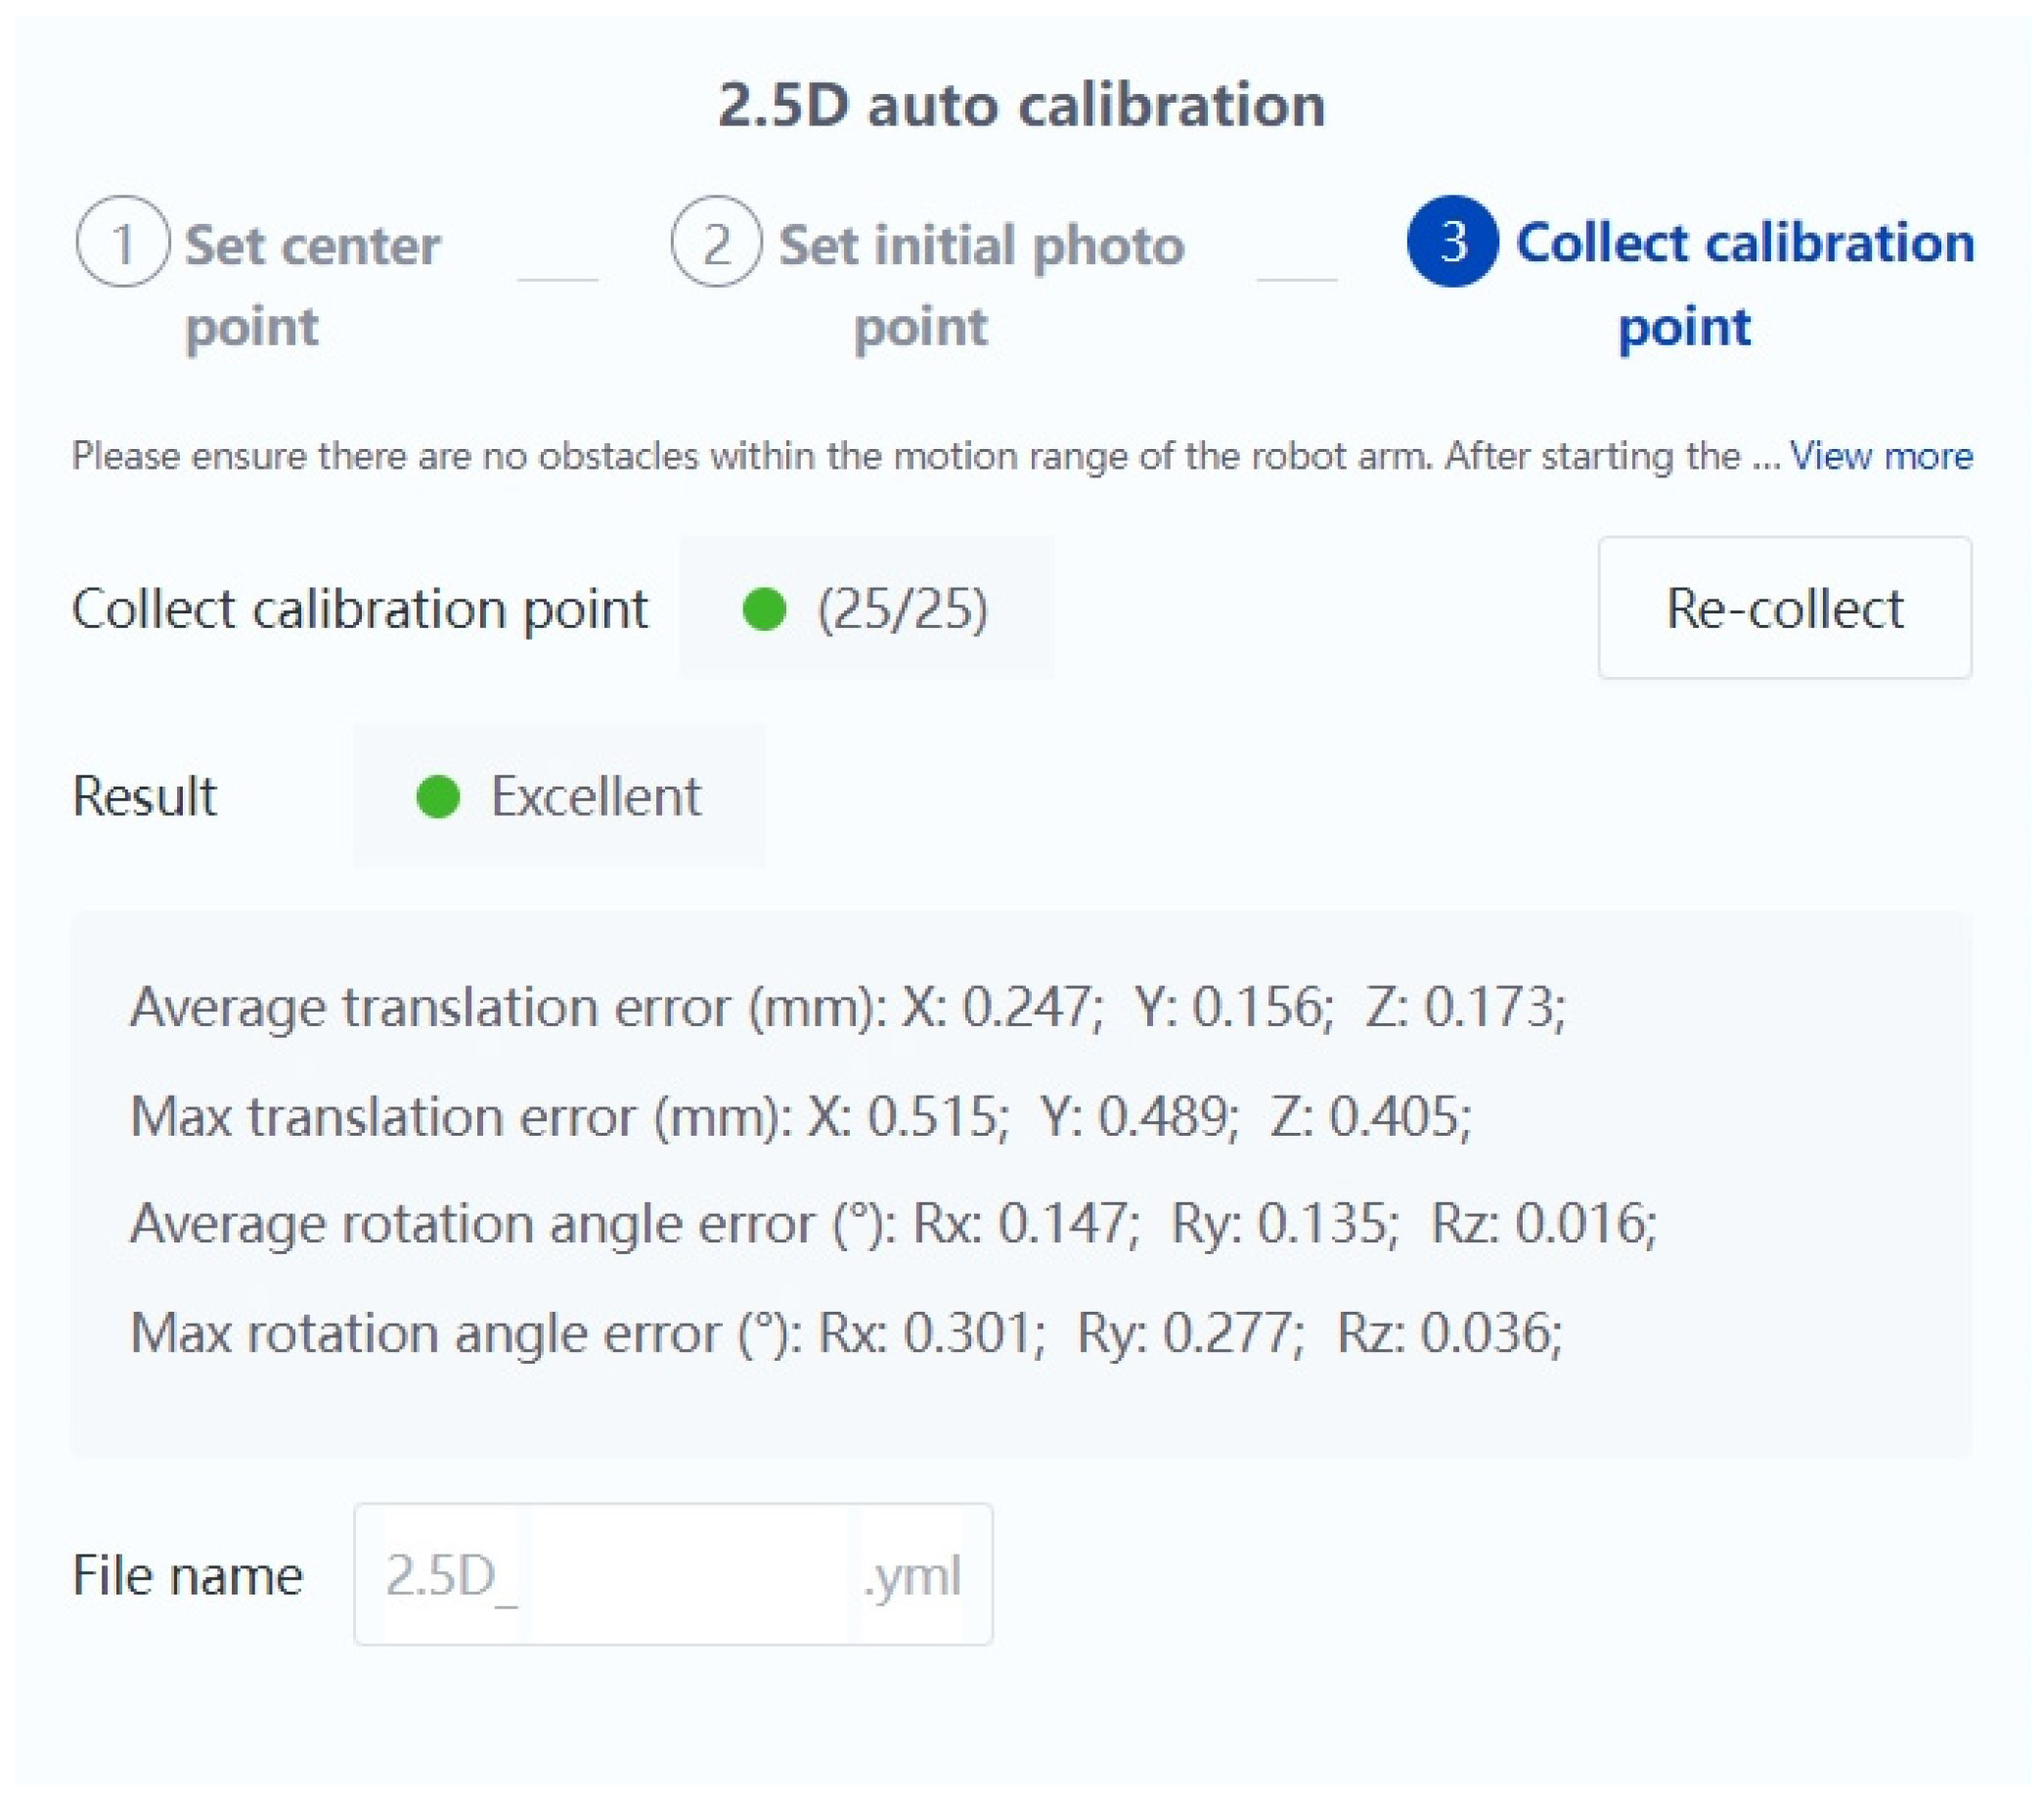 2.5D auto calibration
1 Set center point
2 Set initial photo point
3 Collect calibration point
Please ensure there are no obstacles within the motion range of the robot arm. After starting the ... View more
Collect calibration point (25/25) Re-collect
Result Excellent
Average translation error (mm): X: 0.247; Y: 0.156; Z: 0.173;
Max translation error (mm): X: 0.515; Y: 0.489; Z: 0.405;
Average rotation angle error (°): Rx: 0.147; Ry: 0.135; Rz: 0.016;
Max rotation angle error (°): Rx: 0.301; Ry: 0.277; Rz: 0.036;
File name 2.5D_ .yml